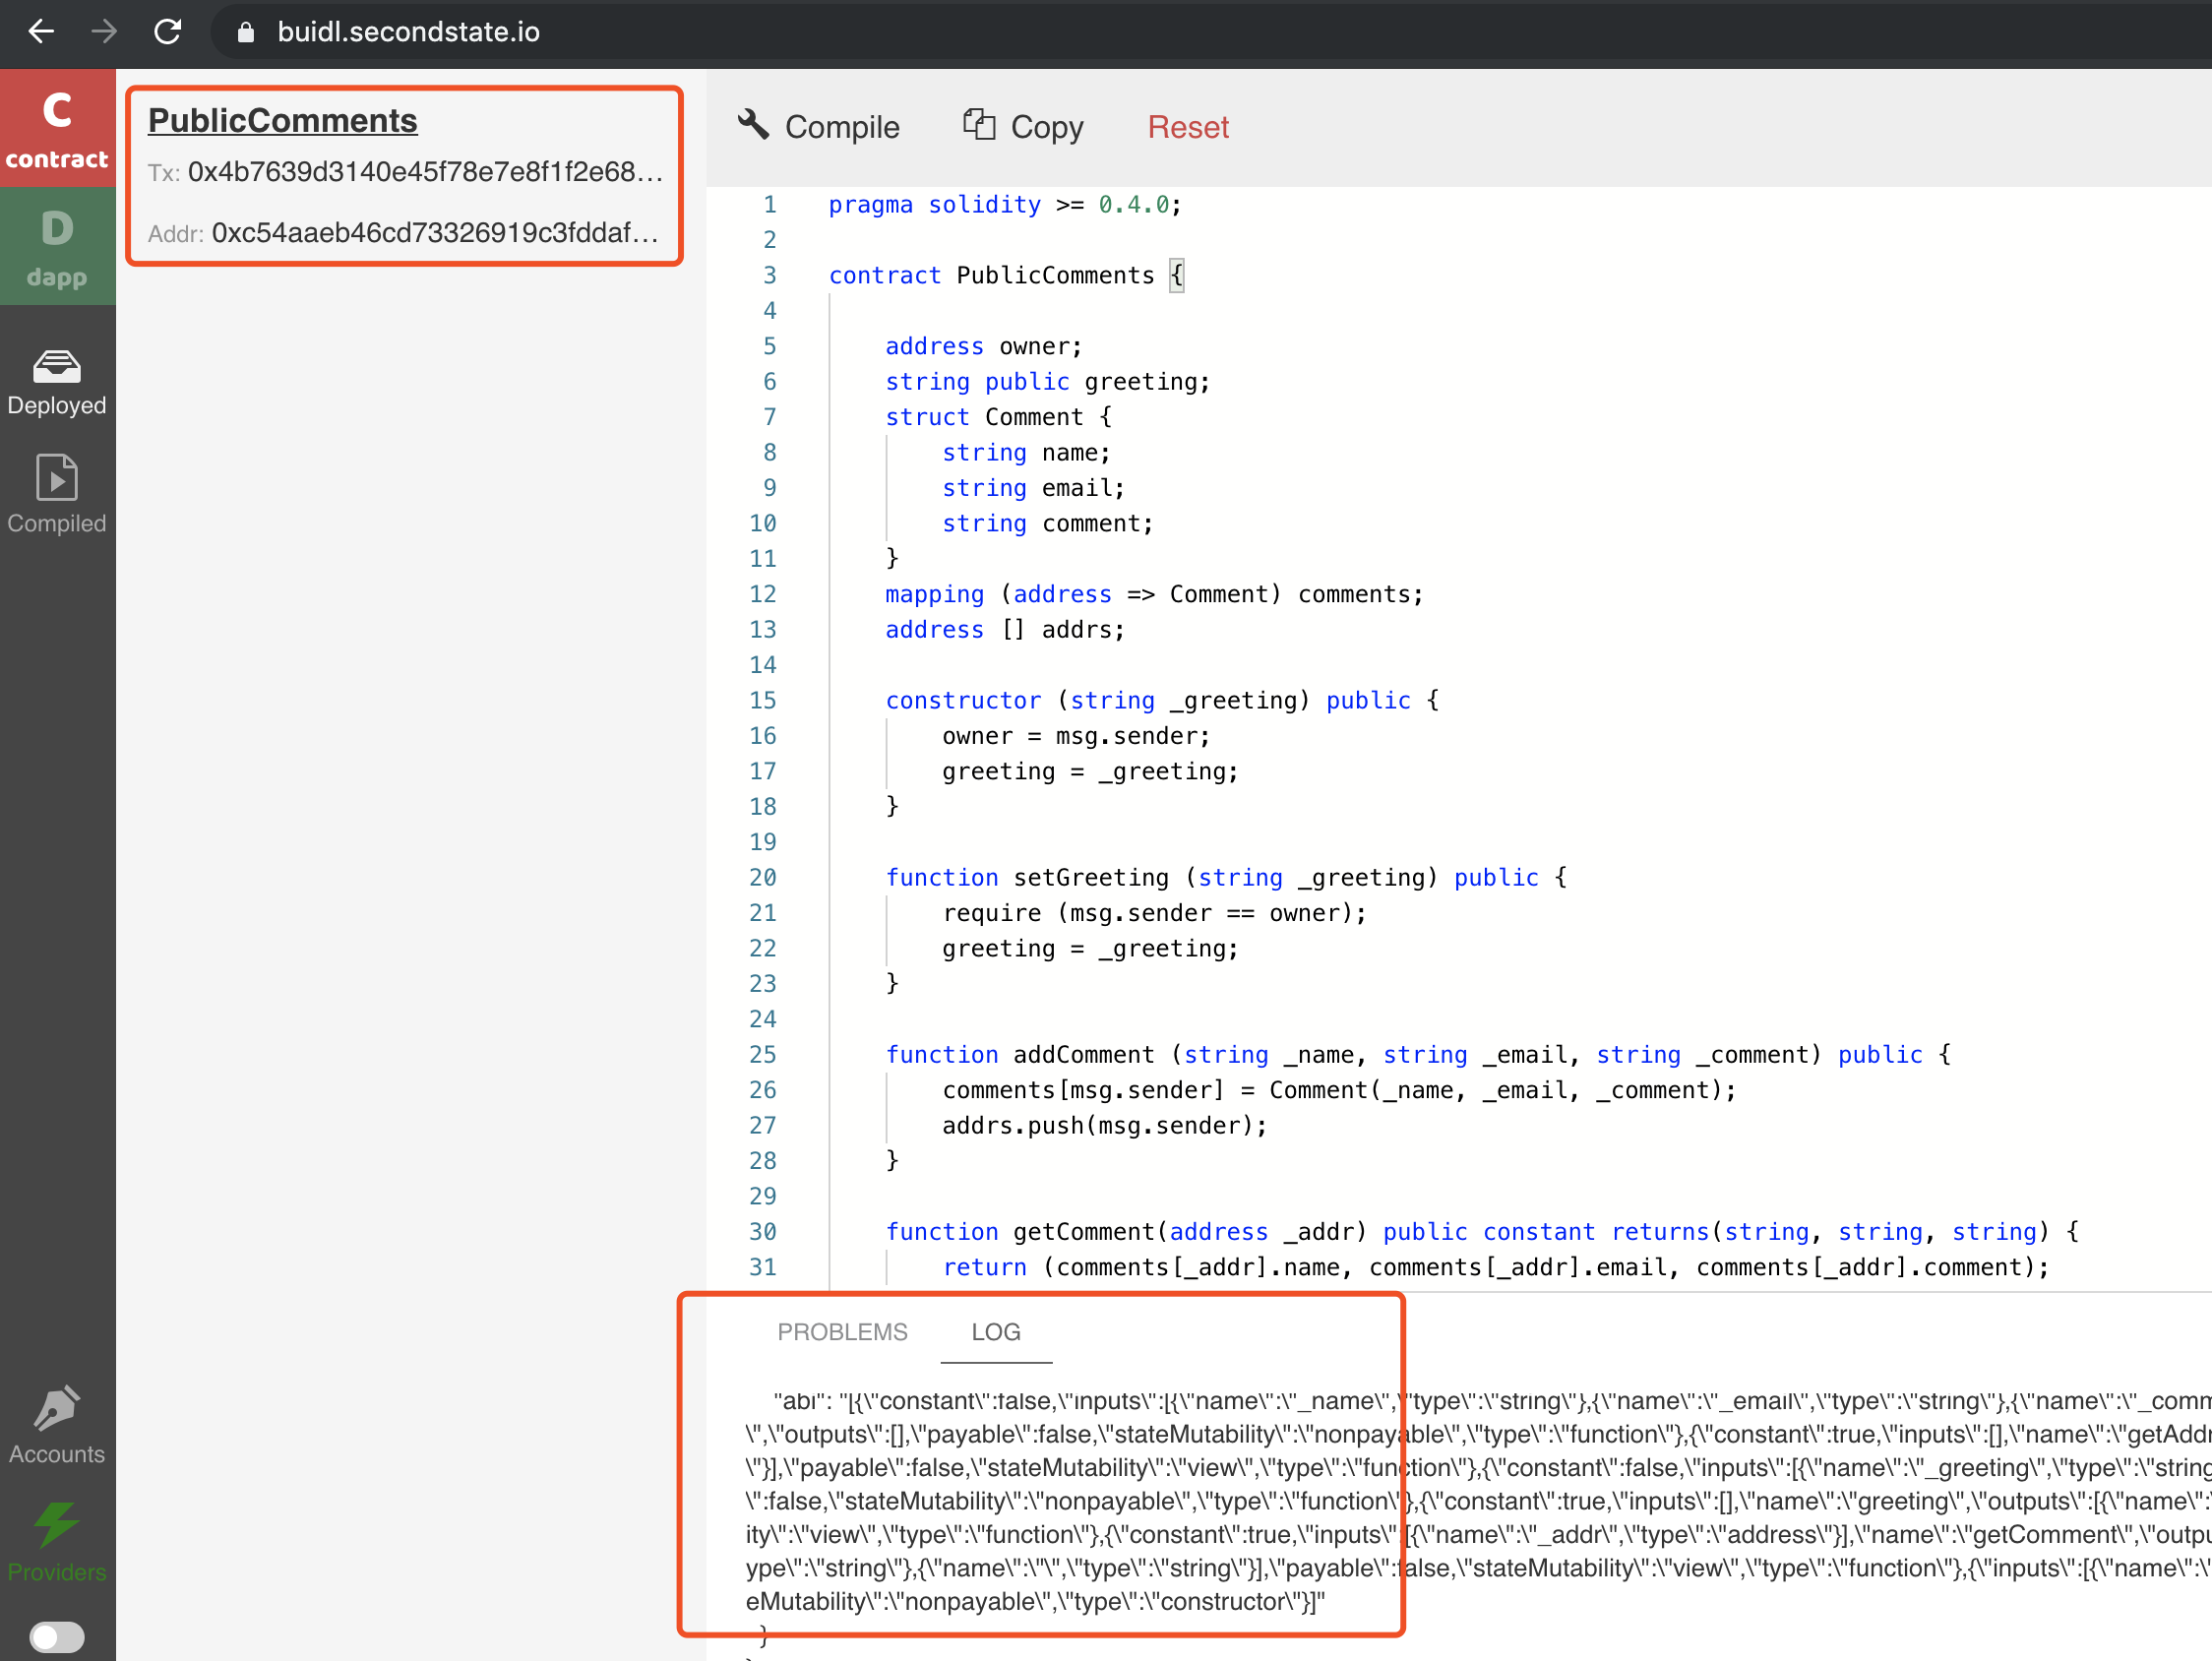 buidl.secondstate.io
C
contract
D
dapp
Deployed
Compiled
Accounts
Providers
PublicComments
Tx: 0x4b7639d3140e45f78e7e8f1f2e68...
Addr: 0xc54aaeb46cd73326919c3fddaf...
Compile Copy Reset
1 pragma solidity >= 0.4.0;
2
3 contract PublicComments {
4
5 address owner;
6 string public greeting;
7 struct Comment {
8 string name;
9 string email;
10 string comment;
11 }
12 mapping (address => Comment) comments;
13 address [] addrs;
14
15 constructor (string _greeting) public {
16 owner = msg.sender;
17 greeting = _greeting;
18 }
19
20 function setGreeting (string _greeting) public {
21 require (msg.sender == owner);
22 greeting = _greeting;
23 }
24
25 function addComment (string _name, string _email, string _comment) public {
26 comments[msg.sender] = Comment(_name, _email, _comment);
27 addrs.push(msg.sender);
28 }
29
30 function getComment(address _addr) public constant returns(string, string, string) {
31 return (comments[_addr].name, comments[_addr].email, comments[_addr].comment);
PROBLEMS LOG
"abi": "[{\"constant\":false,\"inputs\":[{\"name\":\"_name\",\"type\":\"string\"},{\"name\":\"_email\",\"type\":\"string\"},{\"name\":\"_comm
\",\"outputs\":[],\"payable\":false,\"stateMutability\":\"nonpayable\",\"type\":\"function\"},{\"constant\":true,\"inputs\":[],\"name\":\"getAddr
\"}],\"payable\":false,\"stateMutability\":\"view\",\"type\":\"function\"},{\"constant\":false,\"inputs\":[{\"name\":\"_greeting\",\"type\":\"string
\":false,\"stateMutability\":\"nonpayable\",\"type\":\"function\"},{\"constant\":true,\"inputs\":[],\"name\":\"greeting\",\"outputs\":[{\"name\":\
ity\":\"view\",\"type\":\"function\"},{\"constant\":true,\"inputs\":[{\"name\":\"_addr\",\"type\":\"address\"}],\"name\":\"getComment\",\"outpu
ype\":\"string\"},{\"name\":\"\",\"type\":\"string\"}],\"payable\":false,\"stateMutability\":\"view\",\"type\":\"function\"},{\"inputs\":[{\"name\":\
eMutability\":\"nonpayable\",\"type\":\"constructor\"}]"
}